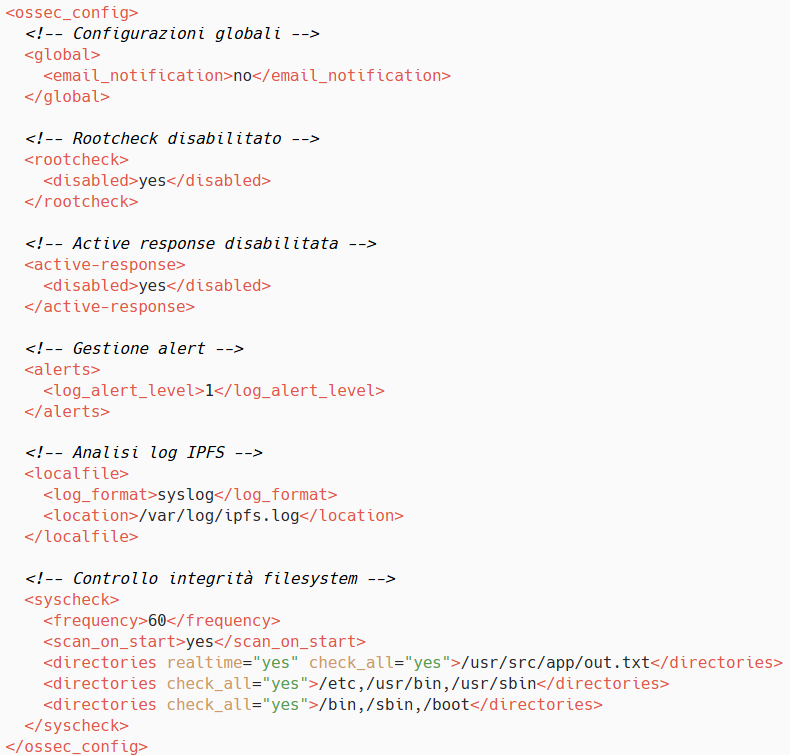 <ossec_config>
  <!-- Configurazioni globali -->
  <global>
    <email_notification>no</email_notification>
  </global>

  <!-- Rootcheck disabilitato -->
  <rootcheck>
    <disabled>yes</disabled>
  </rootcheck>

  <!-- Active response disabilitata -->
  <active-response>
    <disabled>yes</disabled>
  </active-response>

  <!-- Gestione alert -->
  <alerts>
    <log_alert_level>1</log_alert_level>
  </alerts>

  <!-- Analisi log IPFS -->
  <localfile>
    <log_format>syslog</log_format>
    <location>/var/log/ipfs.log</location>
  </localfile>

  <!-- Controllo integrità filesystem -->
  <syscheck>
    <frequency>60</frequency>
    <scan_on_start>yes</scan_on_start>
    <directories realtime="yes" check_all="yes">/usr/src/app/out.txt</directories>
    <directories check_all="yes">/etc,/usr/bin,/usr/sbin</directories>
    <directories check_all="yes">/bin,/sbin,/boot</directories>
  </syscheck>
</ossec_config>